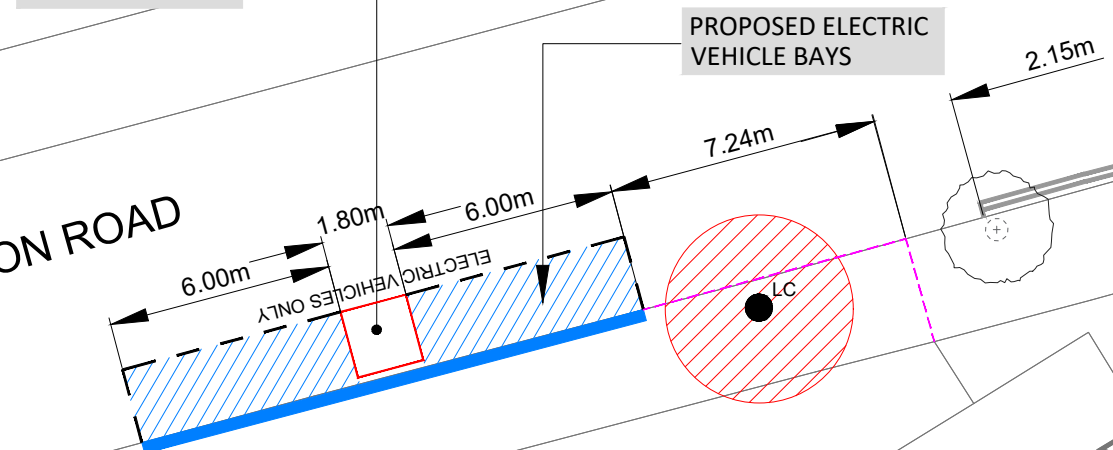 PROPOSED ELECTRIC
VEHICLE BAYS
2.15m
7.24m
6.00m
1.80m
6.00m
ON ROAD
ELECTRIC VEHICLES ONLY
LC